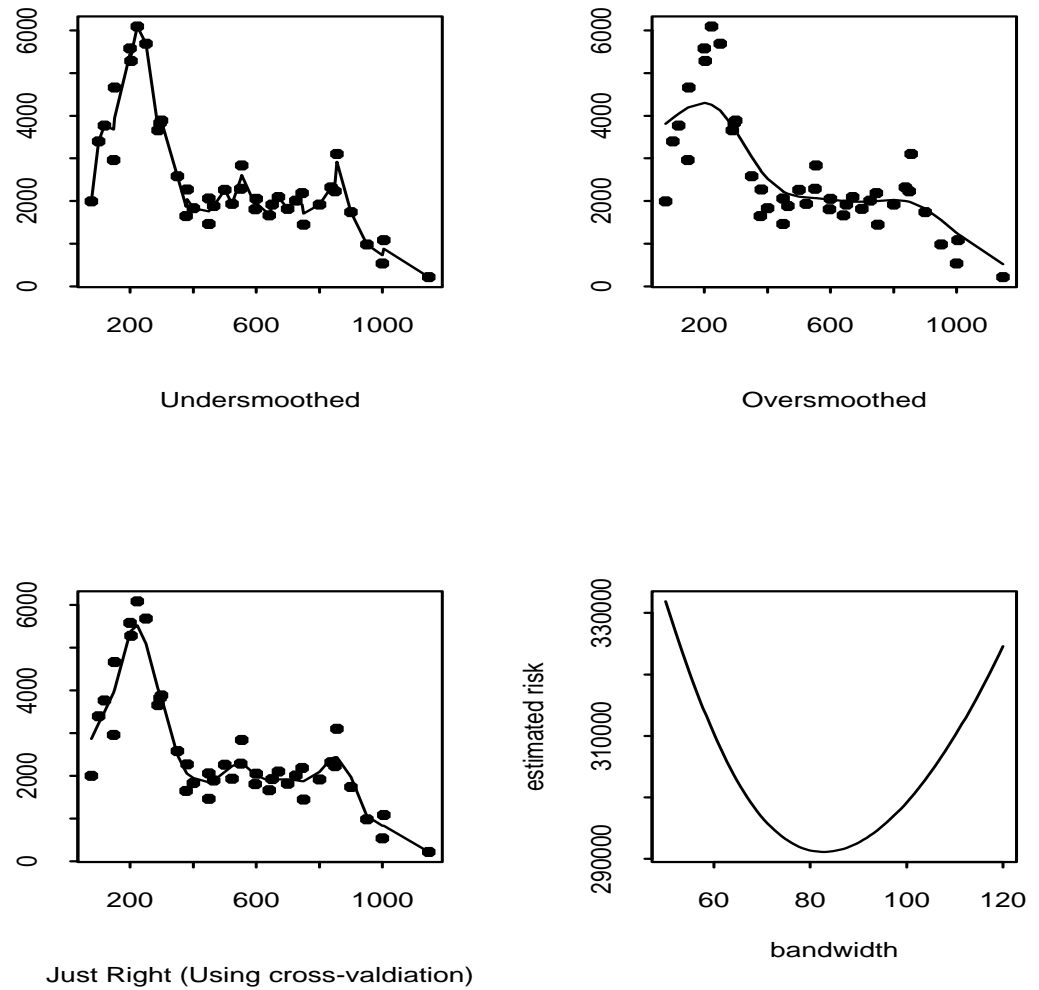 6000
4000
2000
0
200 600 1000
Undersmoothed
6000
4000
2000
0
200 600 1000
Oversmoothed
6000
4000
2000
0
200 600 1000
Just Right (Using cross-valdiation)
estimated risk
330000
310000
290000
60 80 100 120
bandwidth